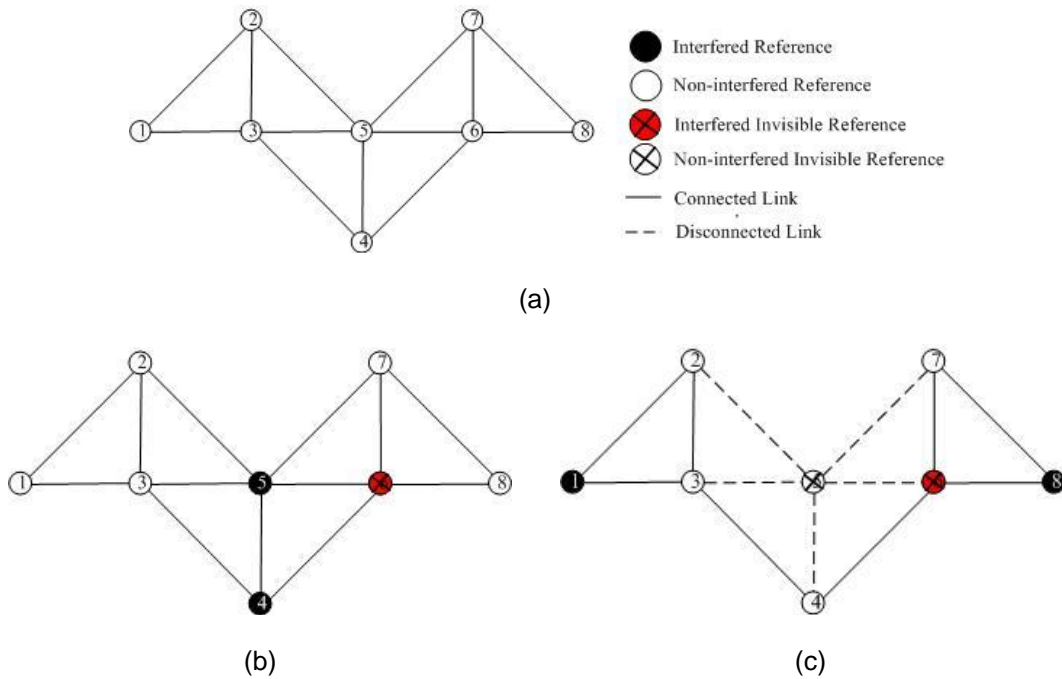 2
7
1
3
5
6
8
4
Interfered Reference
Non-interfered Reference
Interfered Invisible Reference
Non-interfered Invisible Reference
Connected Link
Disconnected Link
(a)
2
7
1
3
5
8
4
(b)
2
7
1
3
8
4
(c)